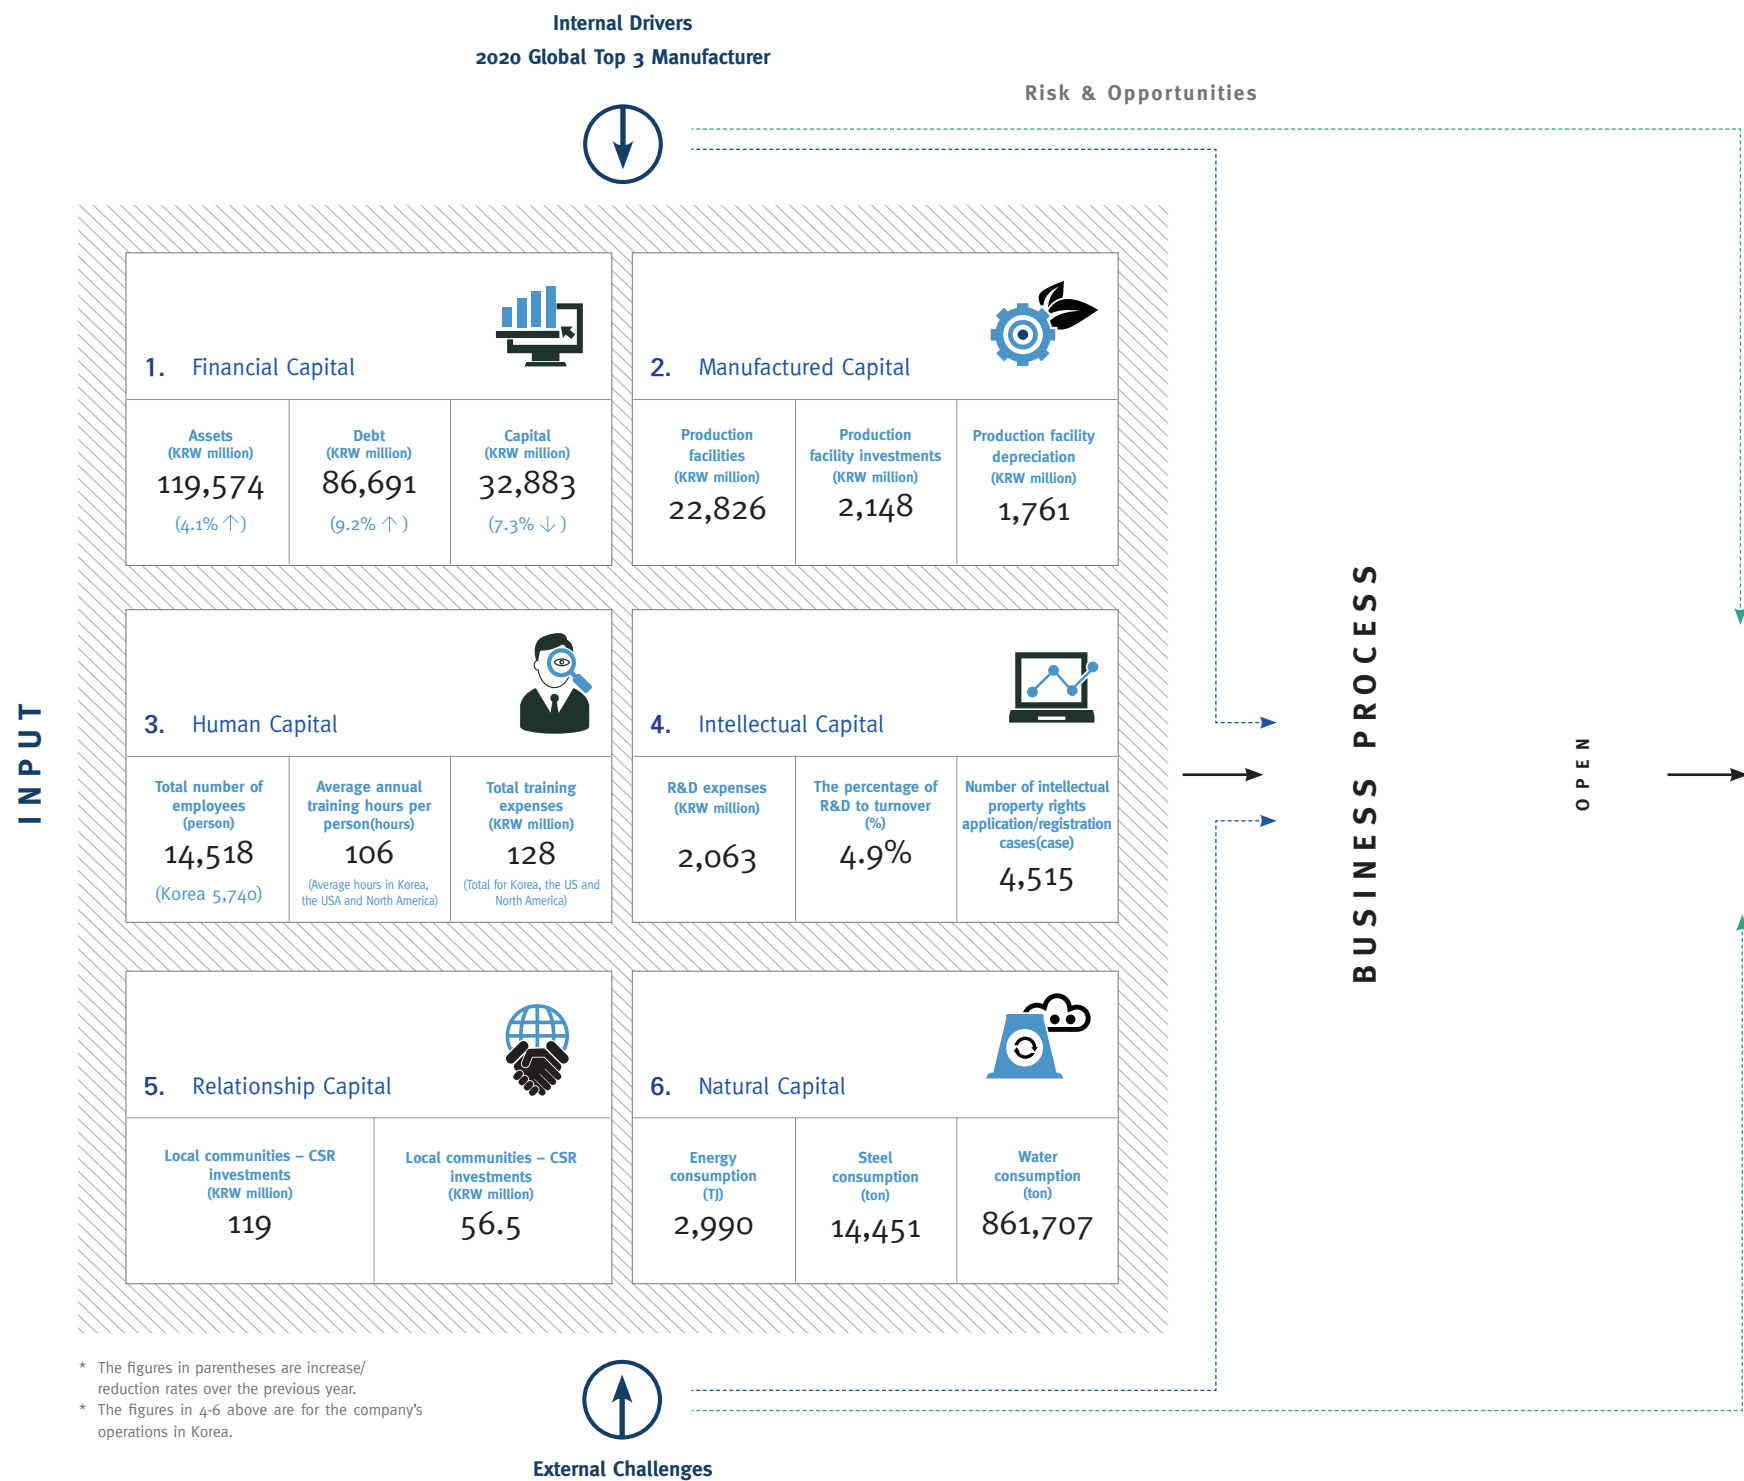 Internal Drivers
2020 Global Top 3 Manufacturer
Risk & Opportunities
INPUT
1. Financial Capital
Assets
(KRW million)
119,574
(4.1% ↑)
Debt
(KRW million)
86,691
(9.2% ↑)
Capital
(KRW million)
32,883
(7.3% ↓)
2. Manufactured Capital
Production
facilities
(KRW million)
22,826
Production
facility investments
(KRW million)
2,148
Production facility
depreciation
(KRW million)
1,761
3. Human Capital
Total number of
employees
(person)
14,518
(Korea 5,740)
Average annual
training hours per
person(hours)
106
(Average hours in Korea,
the USA and North America)
Total training
expenses
(KRW million)
128
(Total for Korea, the US and
North America)
4. Intellectual Capital
R&D expenses
(KRW million)
2,063
The percentage of
R&D to turnover
(%)
4.9%
Number of intellectual
property rights
application/registration
cases(case)
4,515
5. Relationship Capital
Local communities – CSR
investments
(KRW million)
119
Local communities – CSR
investments
(KRW million)
56.5
6. Natural Capital
Energy
consumption
(TJ)
2,990
Steel
consumption
(ton)
14,451
Water
consumption
(ton)
861,707
BUSINESS PROCESS
OPEN
* The figures in parentheses are increase/
reduction rates over the previous year.
* The figures in 4-6 above are for the company's
operations in Korea.
External Challenges